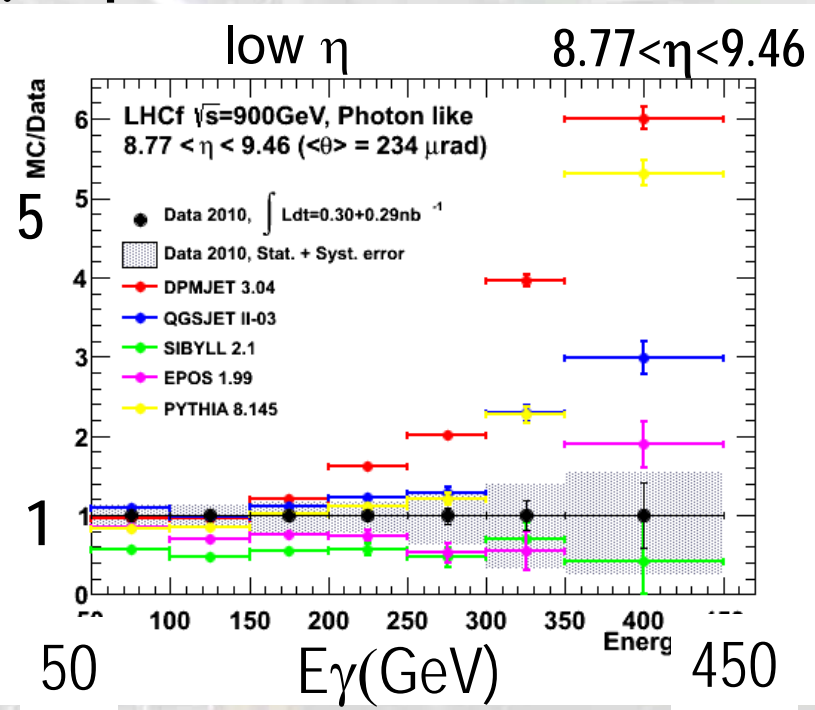 low η 8.77<η<9.46
MC/Data
LHCf √s=900GeV, Photon like
8.77 < η < 9.46 (<θ> = 234 μrad)
Data 2010, ∫ Ldt=0.30+0.29nb⁻¹
Data 2010, Stat. + Syst. error
DPMJET 3.04
QGSJET II-03
SIBYLL 2.1
EPOS 1.99
PYTHIA 8.145
6
5 5
4
3
2
1 1
0
100 150 200 250 300 350 400
Energ
50 Eγ(GeV) 450